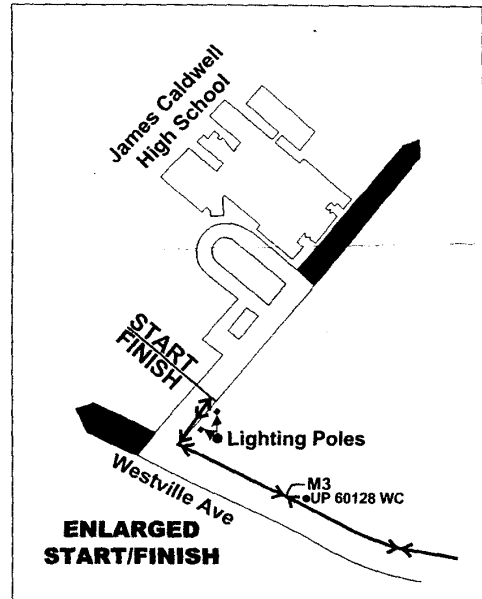 James Caldwell
High School
START
FINISH
Lighting Poles
M3
UP 60128 WC
Westville Ave
ENLARGED
START/FINISH